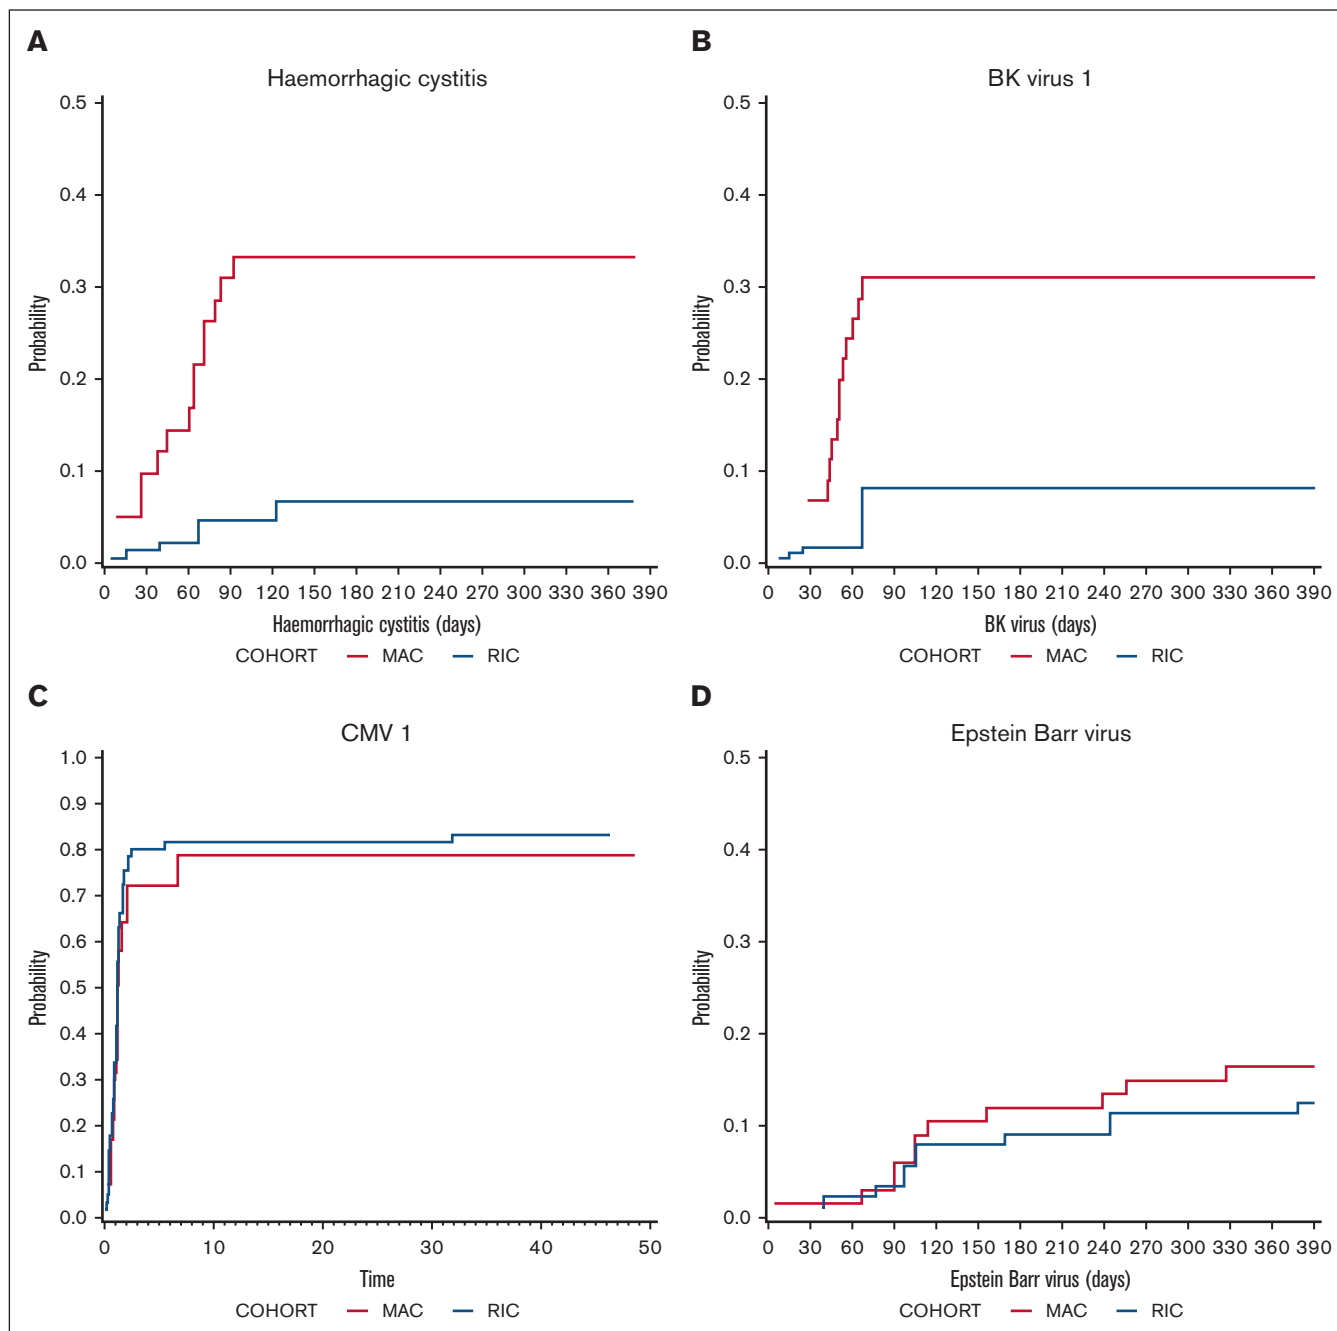 A
Haemorrhagic cystitis
0.5
0.4
0.3
0.2
0.1
0.0
Probability
0 30 60 90 120 150 180 210 240 270 300 330 360 390
Haemorrhagic cystitis (days)
COHORT MAC RIC
B
BK virus 1
0.5
0.4
0.3
0.2
0.1
0.0
Probability
0 30 60 90 120 150 180 210 240 270 300 330 360 390
BK virus (days)
COHORT MAC RIC
C
CMV 1
1.0
0.9
0.8
0.7
0.6
0.5
0.4
0.3
0.2
0.1
0.0
Probability
0 10 20 30 40 50
Time
COHORT MAC RIC
D
Epstein Barr virus
0.5
0.4
0.3
0.2
0.1
0.0
Probability
0 30 60 90 120 150 180 210 240 270 300 330 360 390
Epstein Barr virus (days)
COHORT MAC RIC